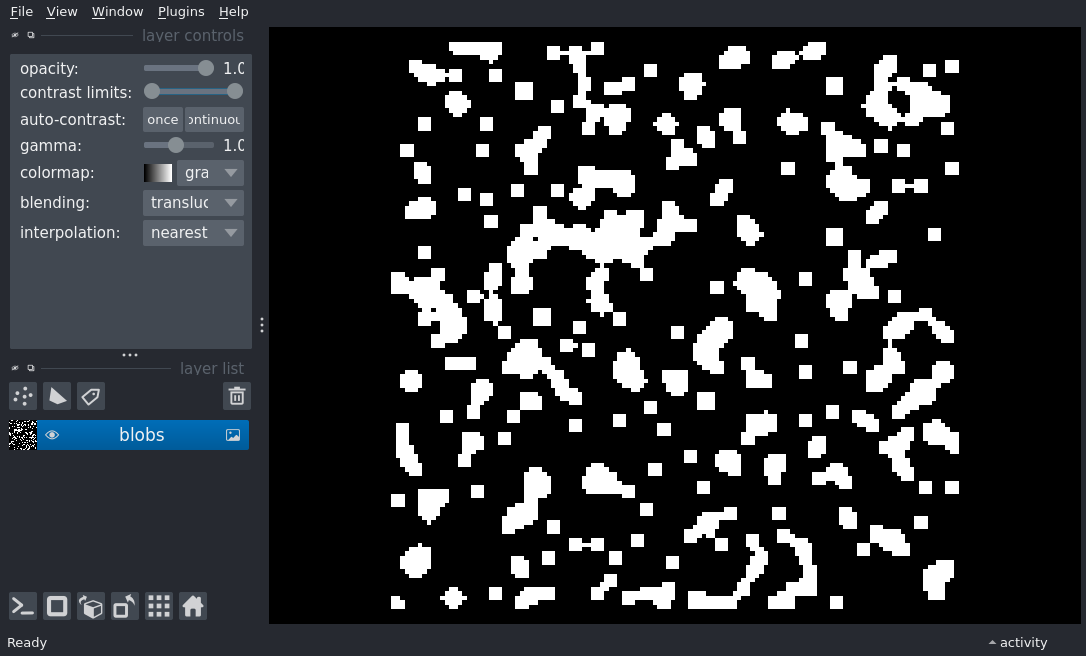 File View Window Plugins Help
layer controls
opacity: 1.0
contrast limits:
auto-contrast: once ontinuou
gamma: 1.0
colormap: gra
blending: transluc
interpolation: nearest
layer list
blobs
Ready
activity